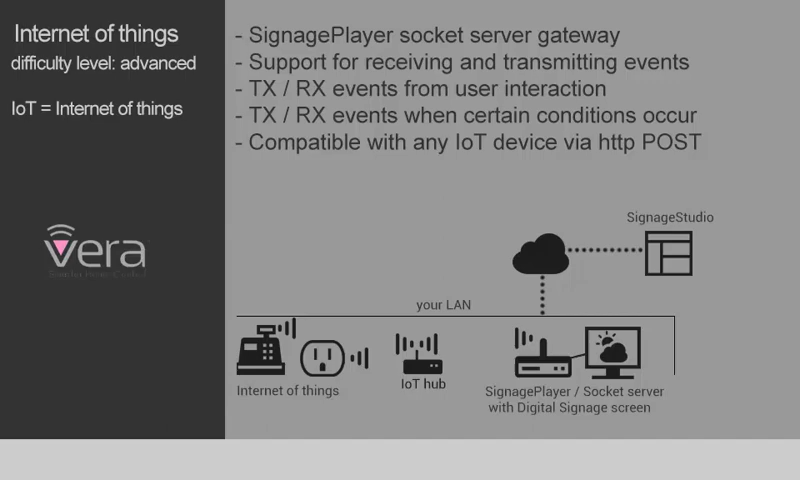 Internet of things
difficulty level: advanced
IoT = Internet of things
- SignagePlayer socket server gateway
- Support for receiving and transmitting events
- TX / RX events from user interaction
- TX / RX events when certain conditions occur
- Compatible with any IoT device via http POST
vera
SignageStudio
your LAN
Internet of things
IoT hub
SignagePlayer / Socket server
with Digital Signage screen